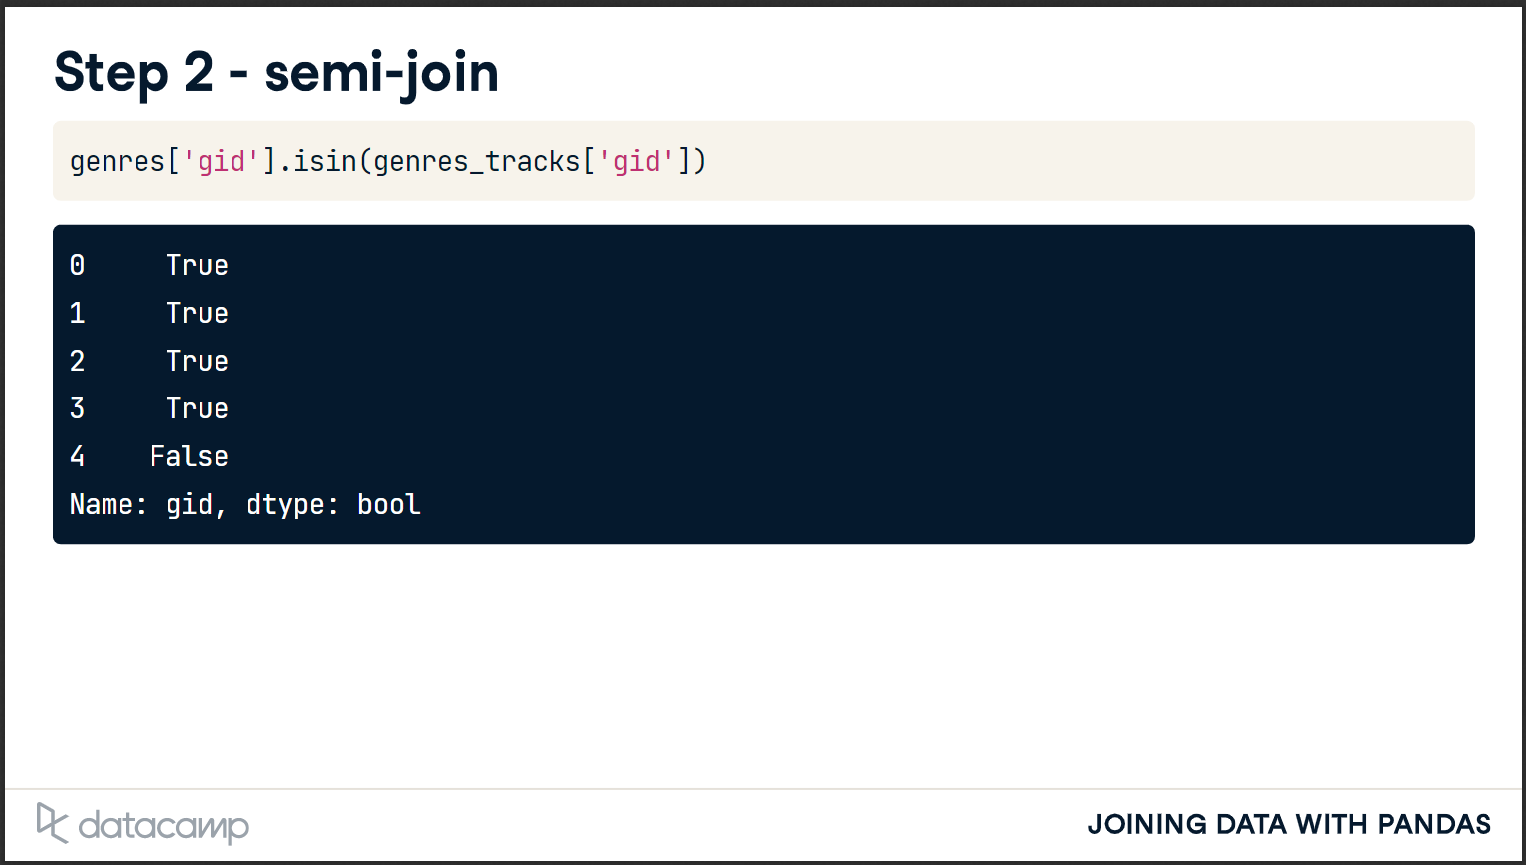 Step 2 - semi-join
genres['gid'].isin(genres_tracks['gid'])
0     True
1     True
2     True
3     True
4    False
Name: gid, dtype: bool
datacamp
JOINING DATA WITH PANDAS